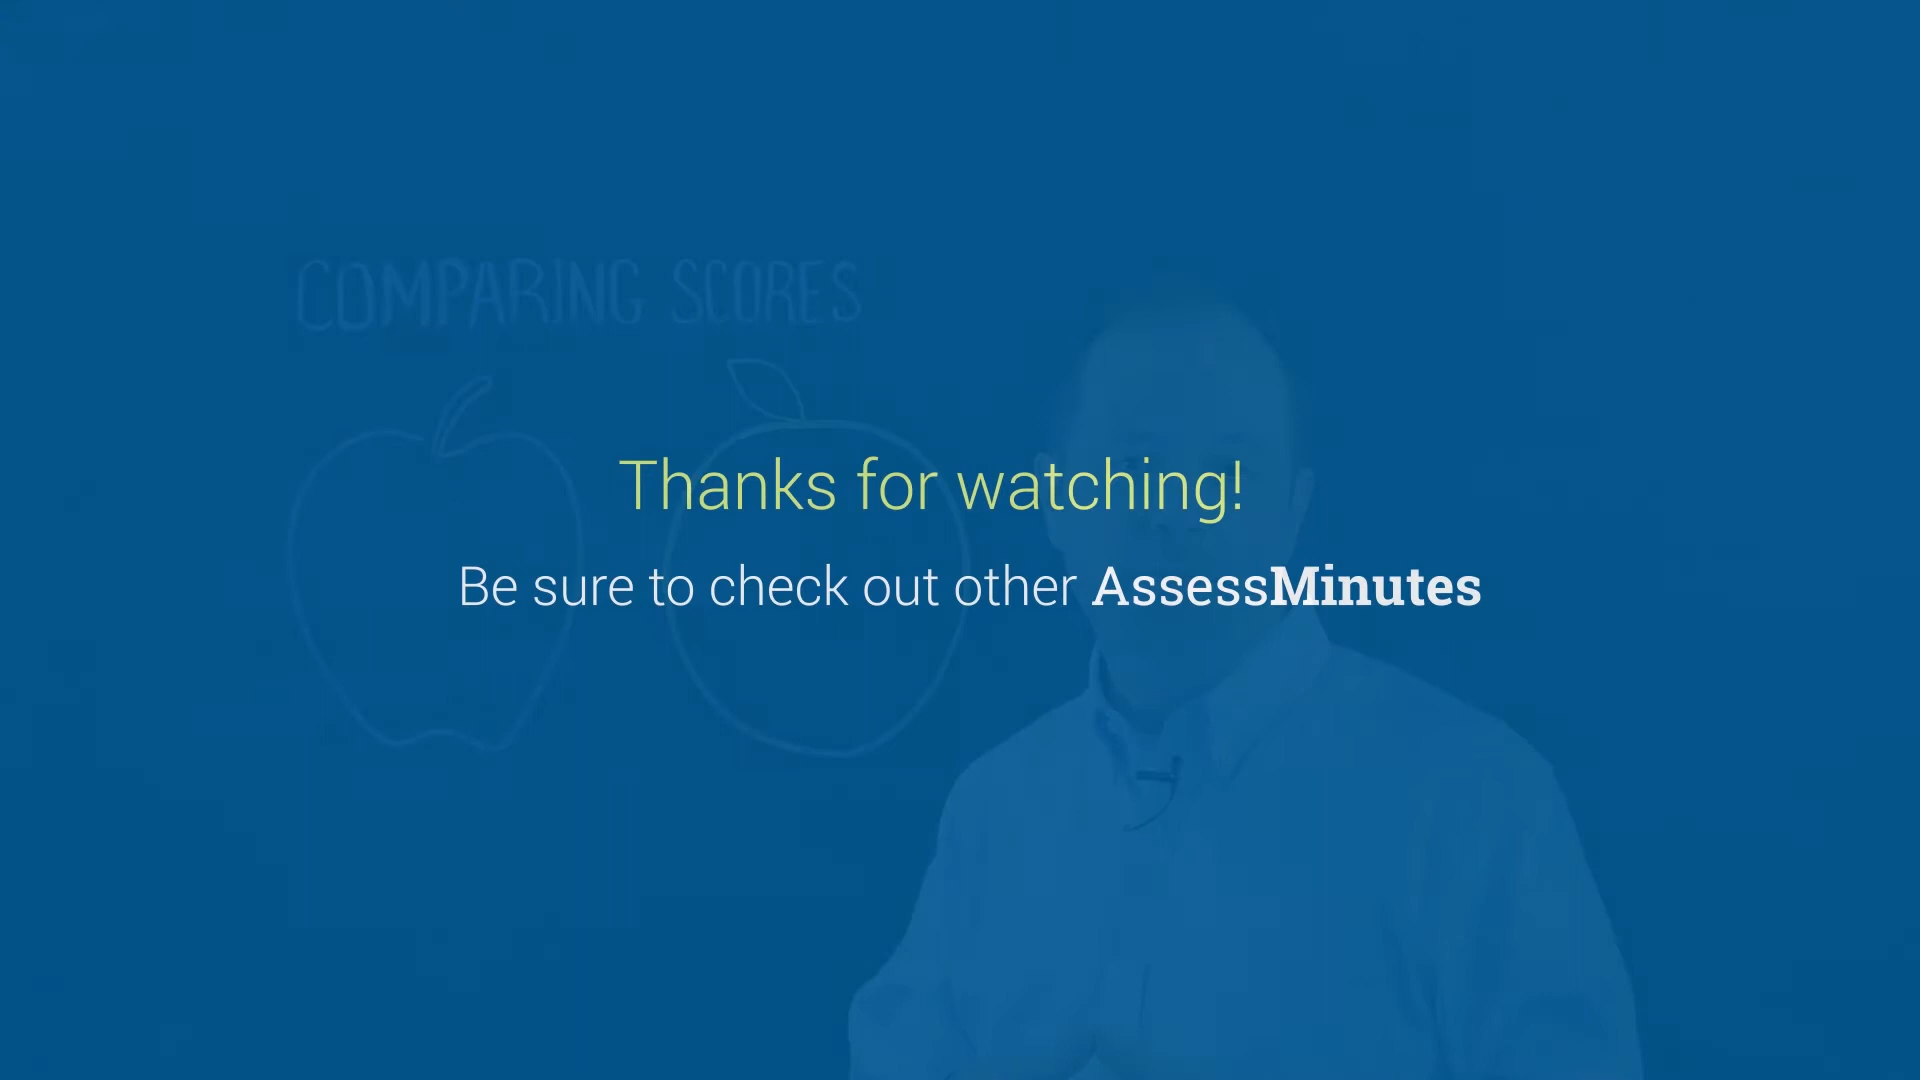 COMPARING SCORES
Thanks for watching!
Be sure to check out other AssessMinutes